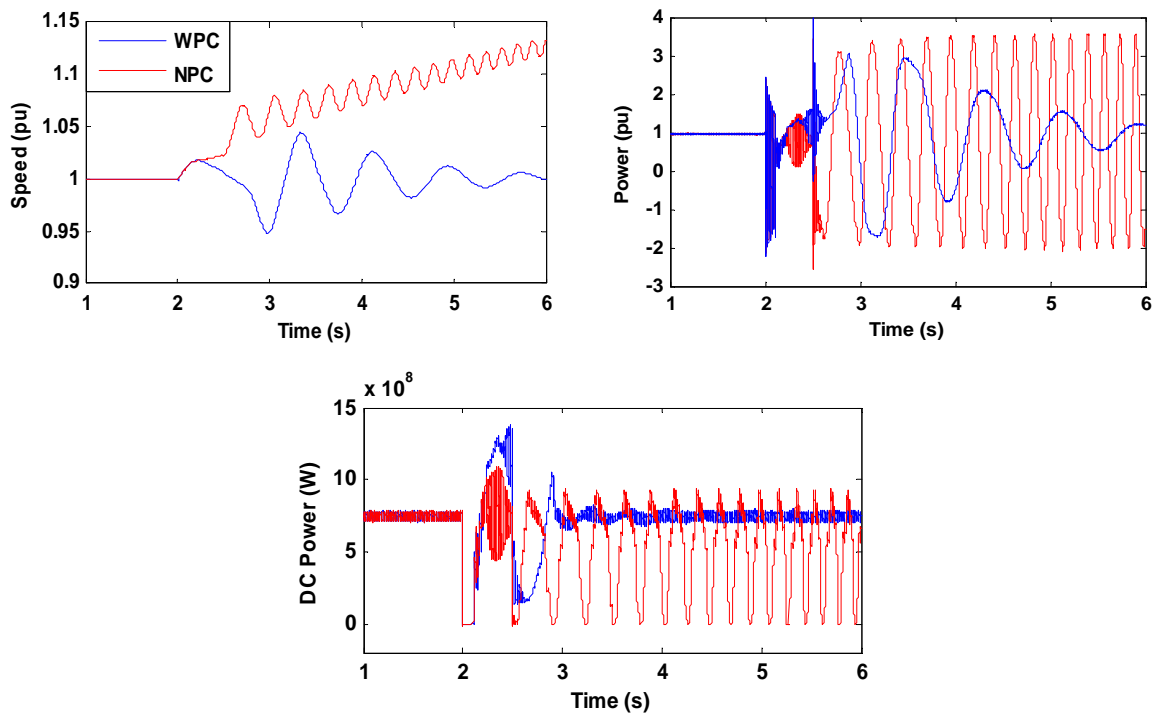 1.2
1.15
1.1
1.05
1
0.95
0.9
Speed (pu)
WPC
NPC
1 2 3 4 5 6
Time (s)
4
3
2
1
0
-1
-2
-3
Power (pu)
1 2 3 4 5 6
Time (s)
x 10^8
15
10
5
0
DC Power (W)
1 2 3 4 5 6
Time (s)